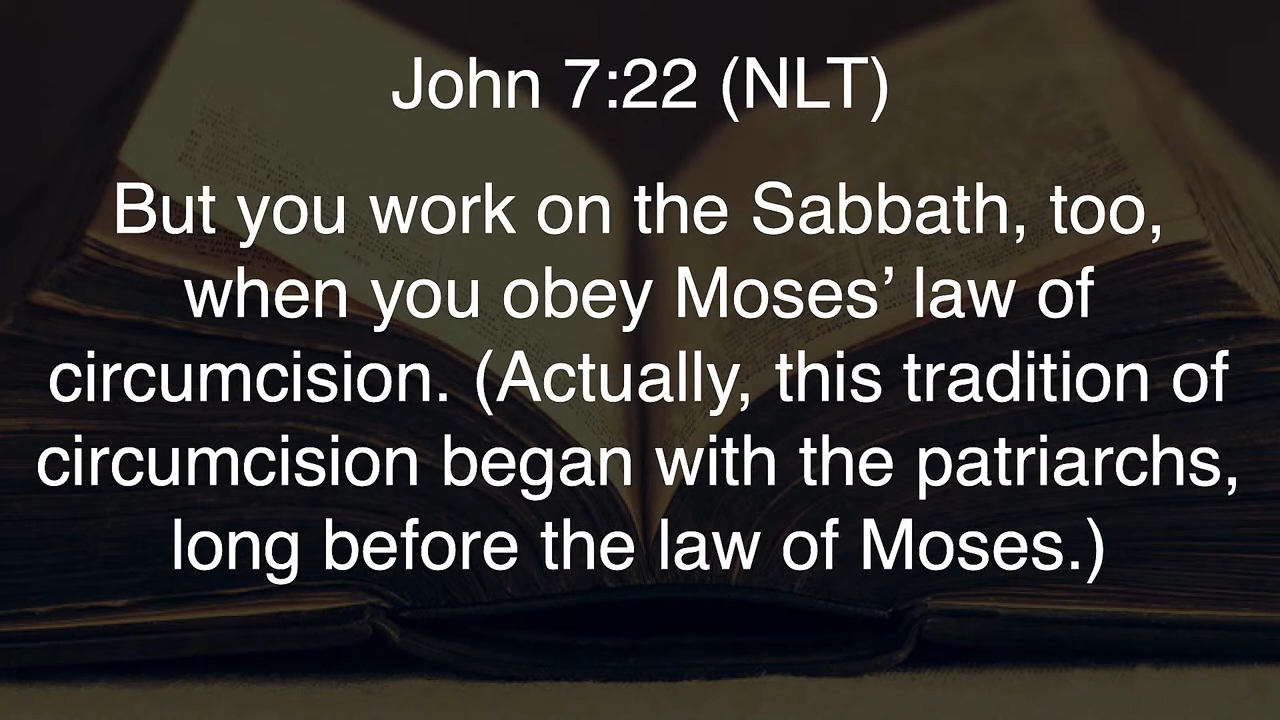 John 7:22 (NLT)
But you work on the Sabbath, too,
when you obey Moses’ law of
circumcision. (Actually, this tradition of
circumcision began with the patriarchs,
long before the law of Moses.)